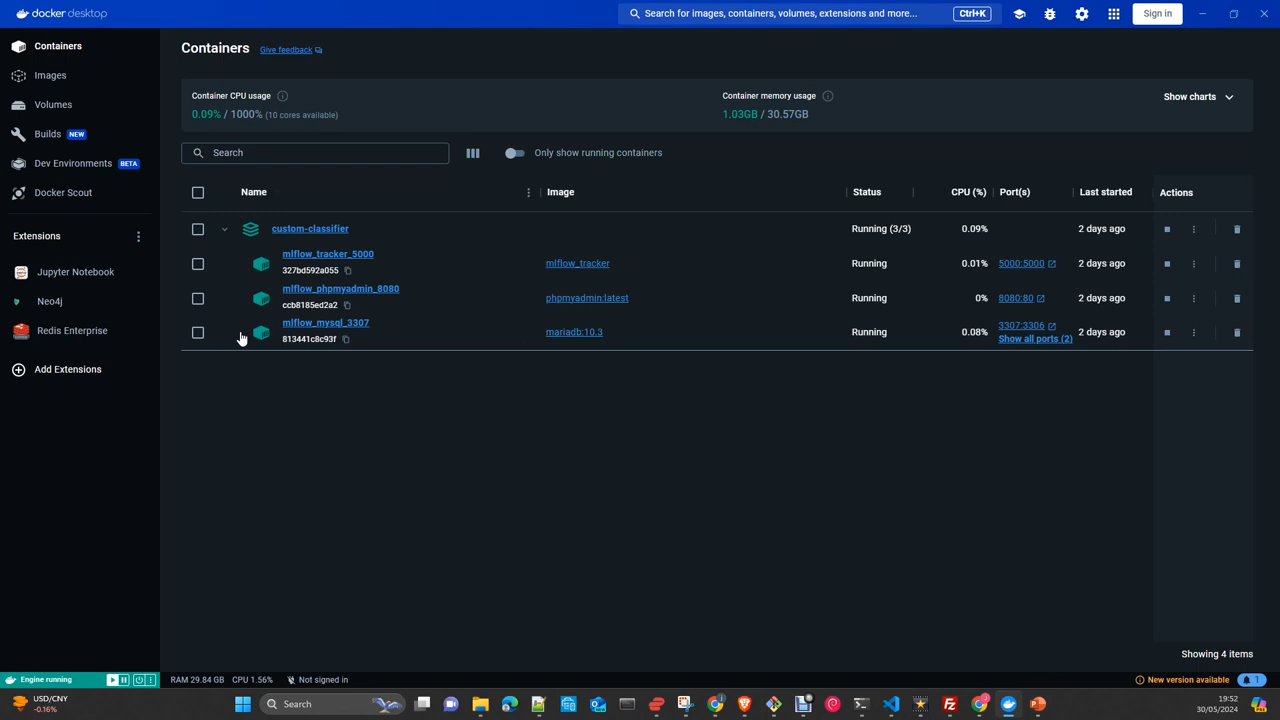 docker desktop
Search for images, containers, volumes, extensions and more...
Ctrl+K
Sign in
Containers
Images
Volumes
Builds NEW
Dev Environments BETA
Docker Scout
Extensions
Jupyter Notebook
Neo4j
Redis Enterprise
Add Extensions
Containers Give feedback
Container CPU usage
0.09% / 1000% (10 cores available)
Container memory usage
1.03GB / 30.57GB
Show charts
Search
Only show running containers
Name Image Status CPU (%) Port(s) Last started Actions
custom-classifier Running (3/3) 0.09% 2 days ago
mlflow_tracker_5000
327bd592a055
mlflow_tracker Running 0.01% 5000:5000 2 days ago
mlflow_phpmyadmin_8080
ccb8185ed2a2
phpmyadmin:latest Running 0% 8080:80 2 days ago
mlflow_mysql_3307
813441c8c93f
mariadb:10.3 Running 0.08% 3307:3306 2 days ago
Show all ports (2)
Showing 4 items
Engine running
RAM 29.84 GB CPU 1.56% Not signed in
New version available 1
USD/CNY
-0.16%
Search
19:52
30/05/2024